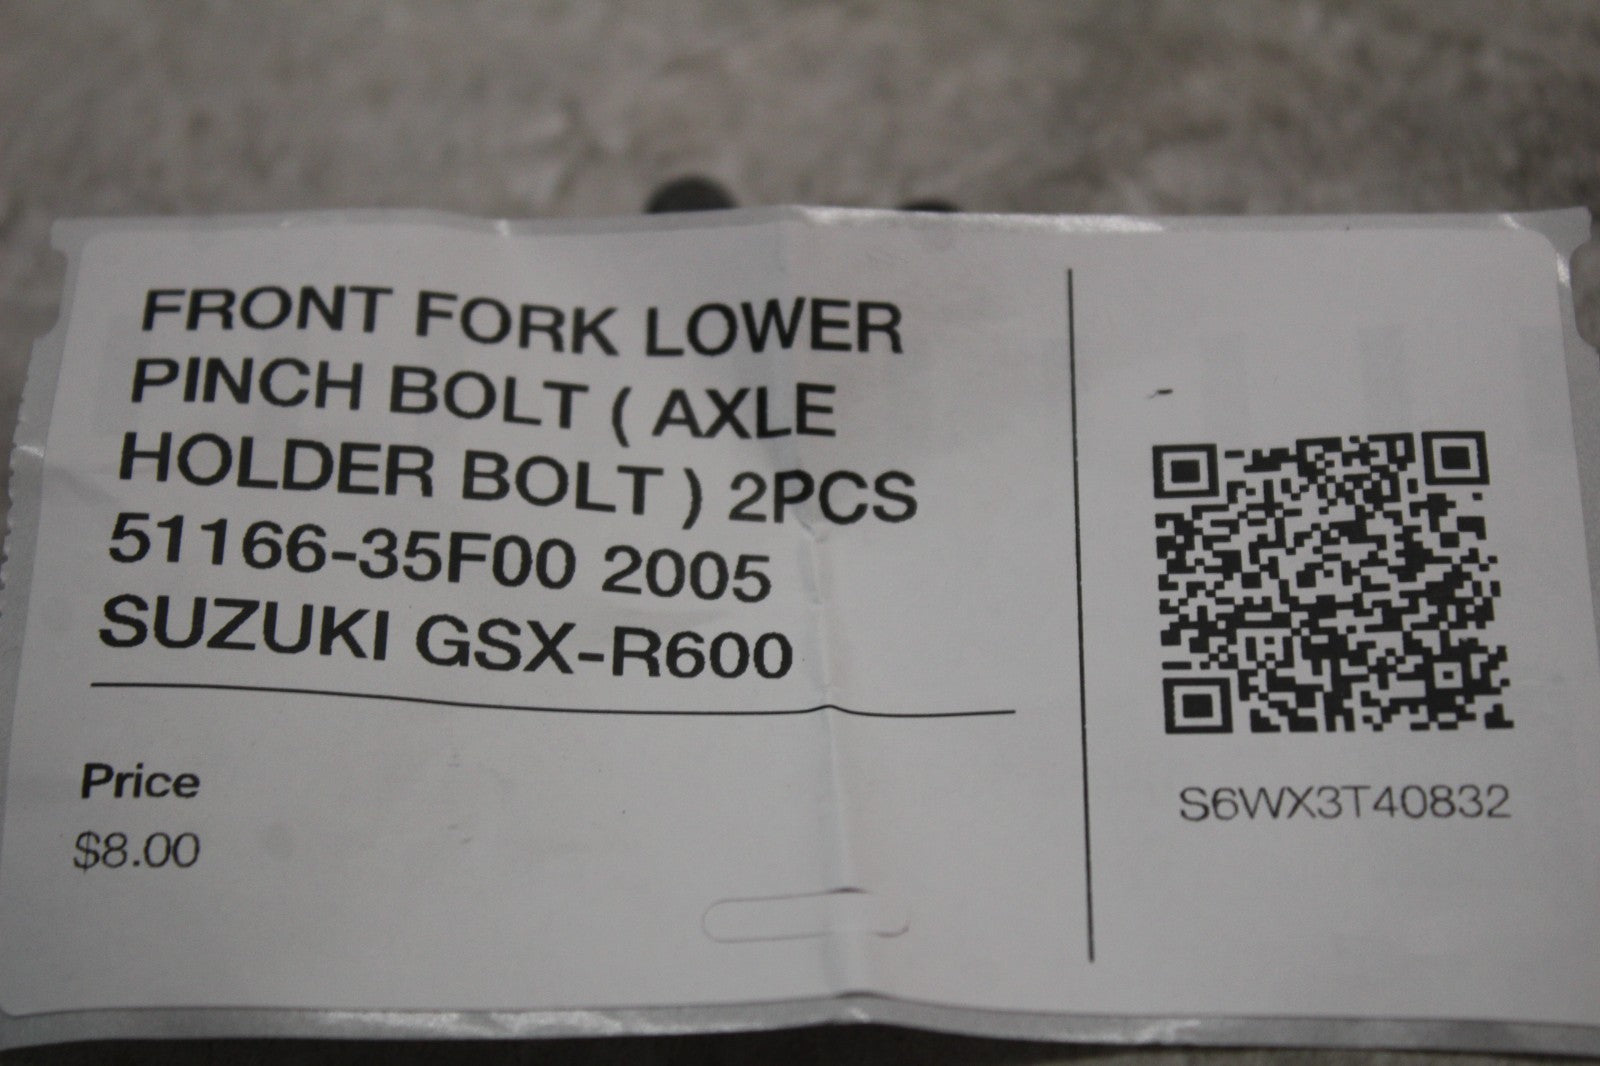 FRONT FORK LOWER
PINCH BOLT ( AXLE
HOLDER BOLT ) 2PCS
51166-35F00 2005
SUZUKI GSX-R600
Price
$8.00
S6WX3T40832